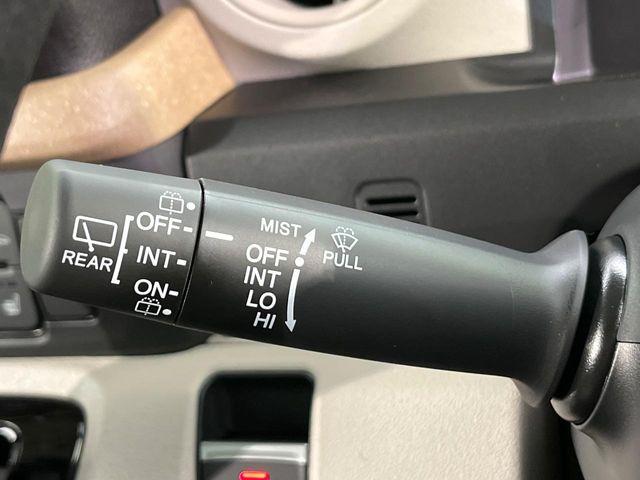 REAR
OFF
INT
ON
MIST
OFF
INT
LO
HI
PULL